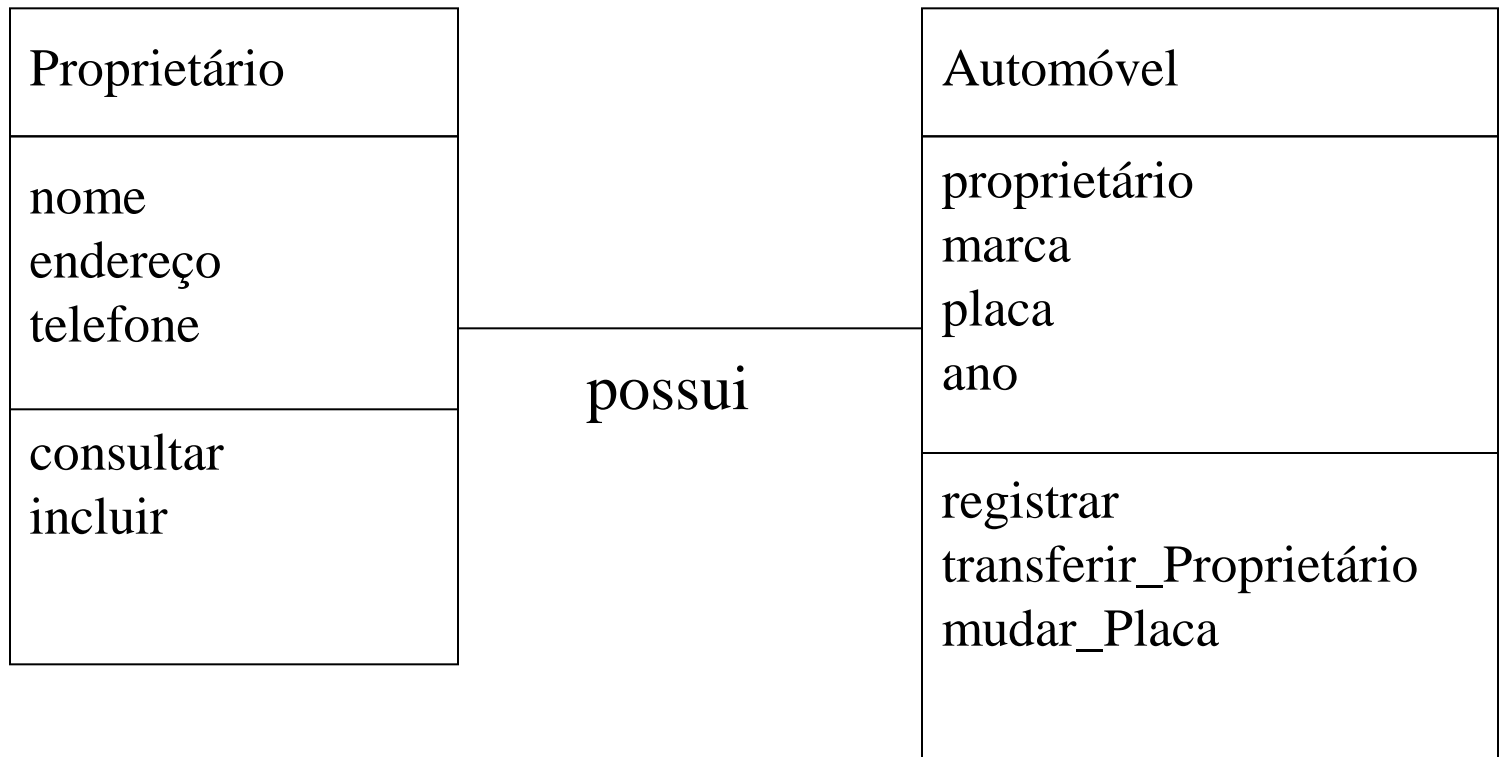 Proprietário
nome
endereço
telefone
consultar
incluir
possui
Automóvel
proprietário
marca
placa
ano
registrar
transferir_Proprietário
mudar_Placa